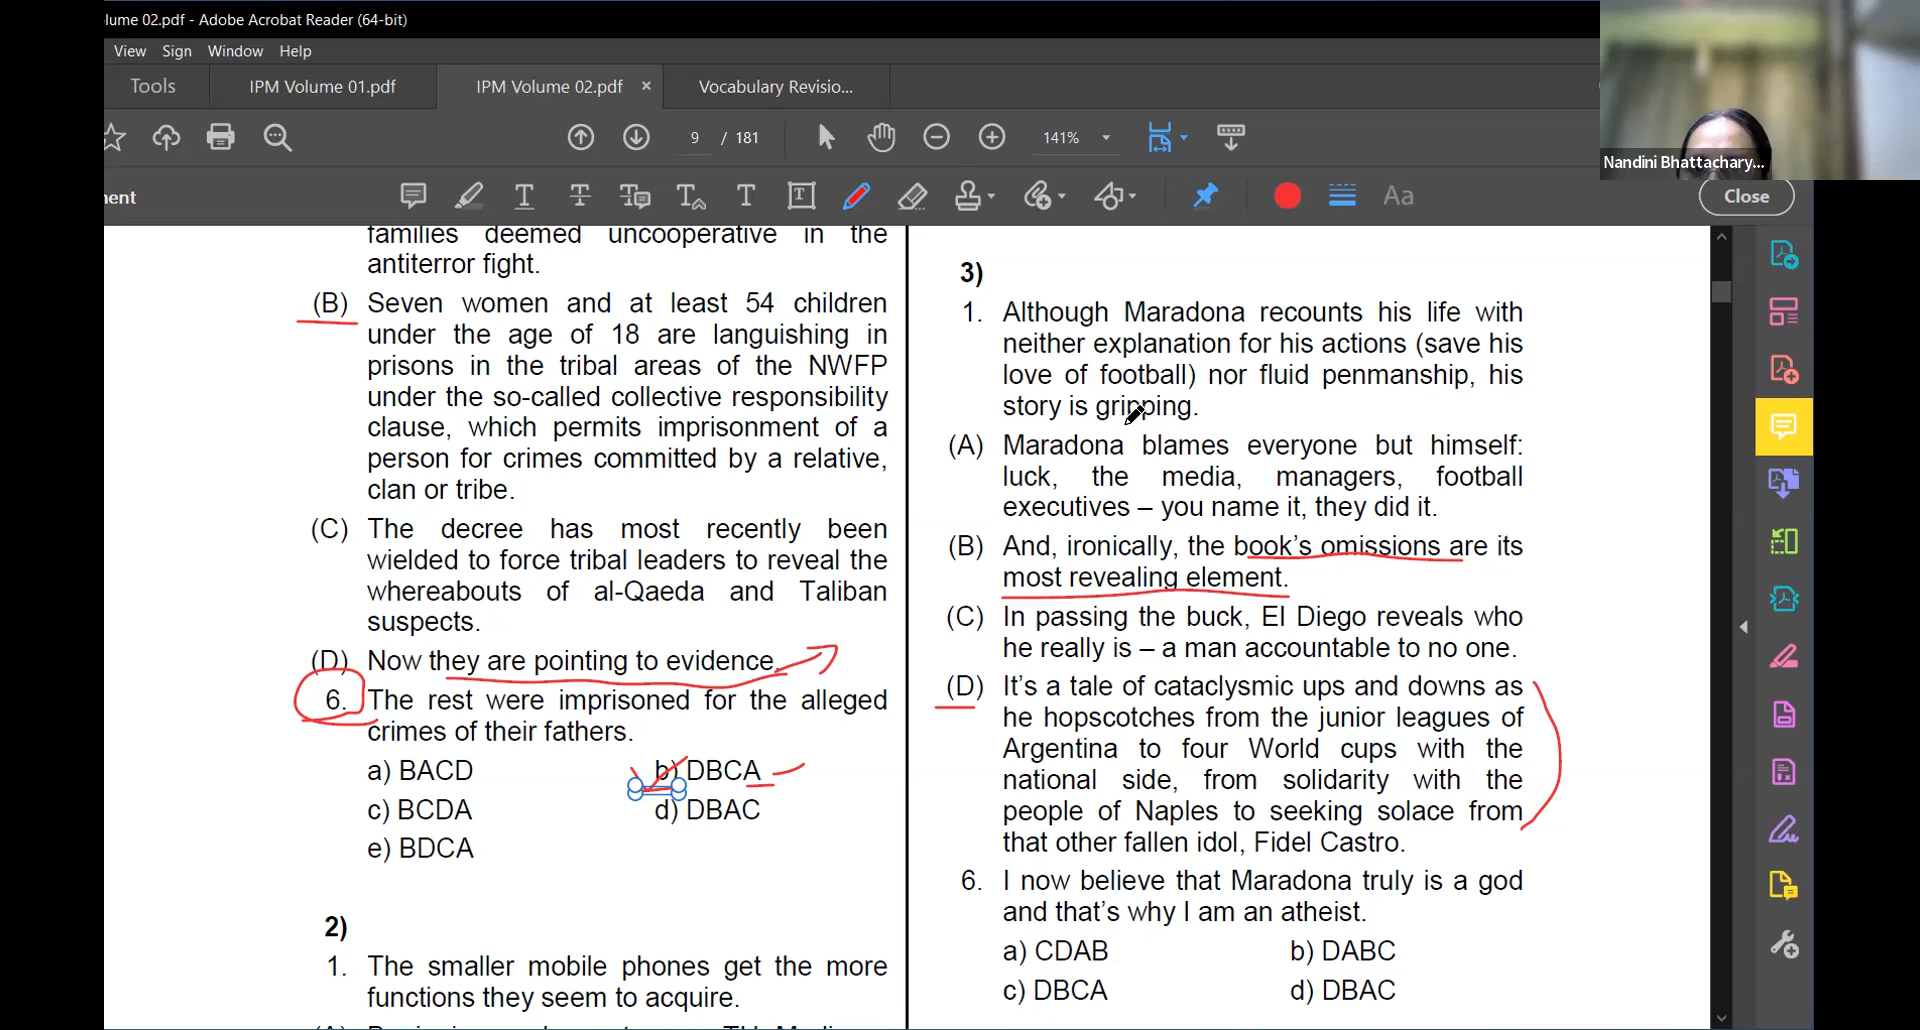 lume 02.pdf - Adobe Acrobat Reader (64-bit)
View Sign Window Help
Tools IPM Volume 01.pdf IPM Volume 02.pdf × Vocabulary Revisio...
9 / 181 141%
Nandini Bhattachary...
ent T T T T T T Aa Close
families deemed uncooperative in the
antiterror fight.
(B) Seven women and at least 54 children
under the age of 18 are languishing in
prisons in the tribal areas of the NWFP
under the so-called collective responsibility
clause, which permits imprisonment of a
person for crimes committed by a relative,
clan or tribe.
(C) The decree has most recently been
wielded to force tribal leaders to reveal the
whereabouts of al-Qaeda and Taliban
suspects.
(D) Now they are pointing to evidence.
6. The rest were imprisoned for the alleged
crimes of their fathers.
a) BACD b) DBCA
c) BCDA d) DBAC
e) BDCA
2)
1. The smaller mobile phones get the more
functions they seem to acquire.
3)
1. Although Maradona recounts his life with
neither explanation for his actions (save his
love of football) nor fluid penmanship, his
story is gripping.
(A) Maradona blames everyone but himself:
luck, the media, managers, football
executives – you name it, they did it.
(B) And, ironically, the book's omissions are its
most revealing element.
(C) In passing the buck, El Diego reveals who
he really is – a man accountable to no one.
(D) It's a tale of cataclysmic ups and downs as
he hopscotches from the junior leagues of
Argentina to four World cups with the
national side, from solidarity with the
people of Naples to seeking solace from
that other fallen idol, Fidel Castro.
6. I now believe that Maradona truly is a god
and that's why I am an atheist.
a) CDAB b) DABC
c) DBCA d) DBAC